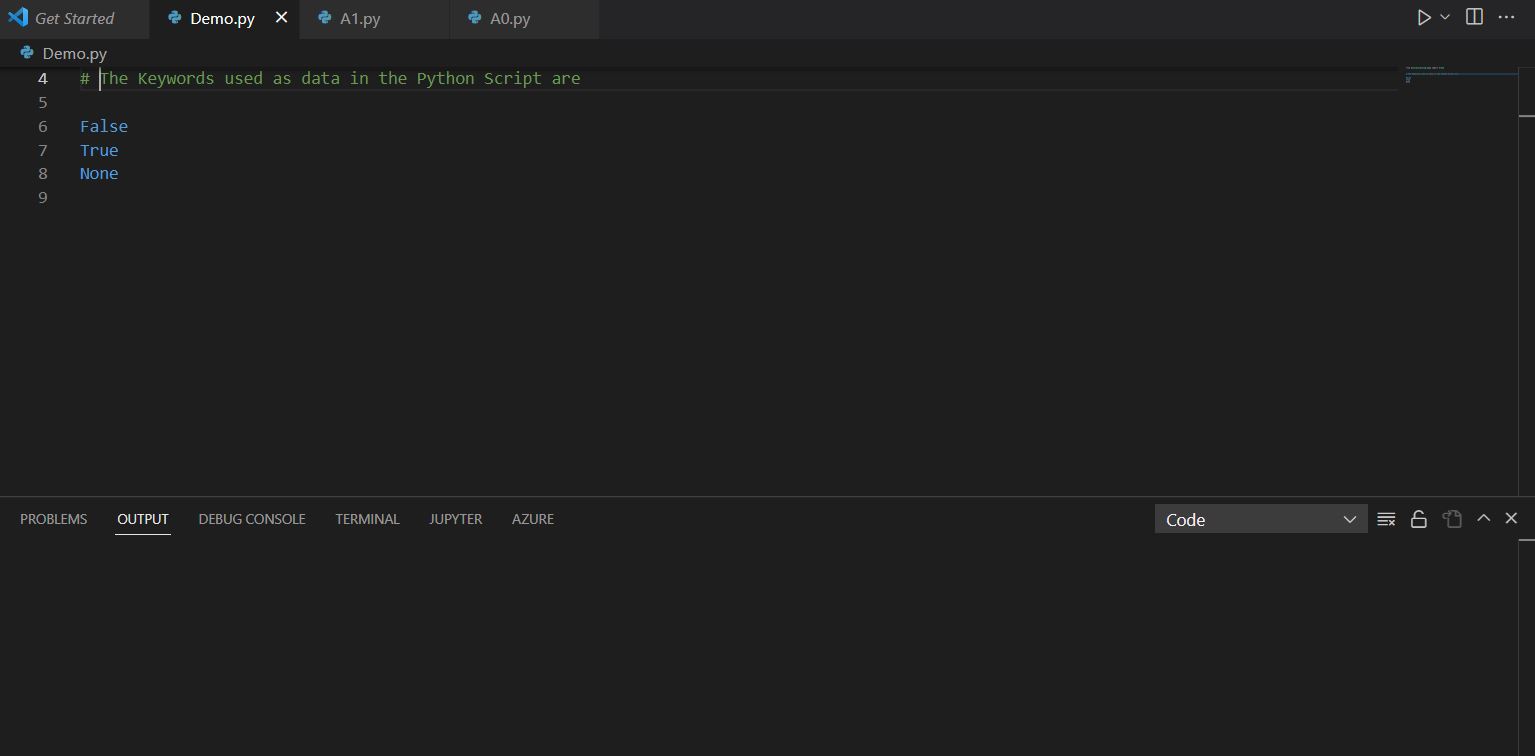 Get Started Demo.py A1.py A0.py
Demo.py
4 # The Keywords used as data in the Python Script are
5
6 False
7 True
8 None
9
PROBLEMS OUTPUT DEBUG CONSOLE TERMINAL JUPYTER AZURE Code